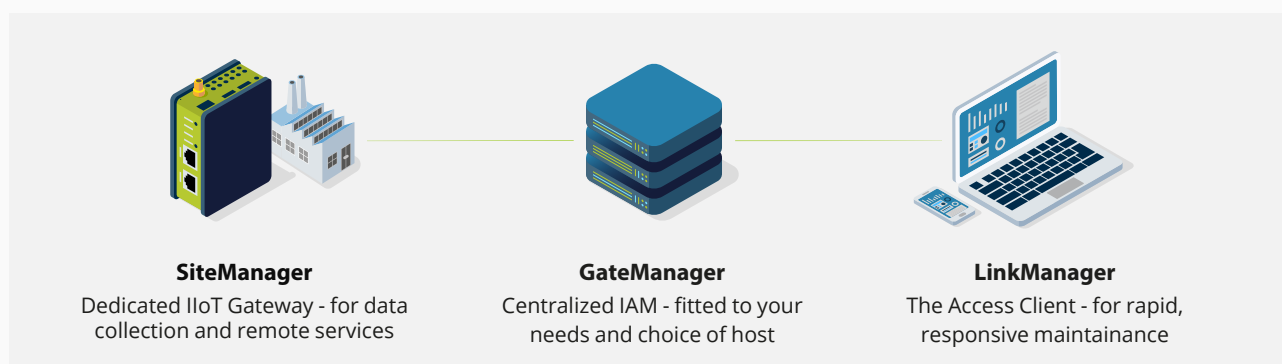 SiteManager
Dedicated IIoT Gateway - for data
collection and remote services
GateManager
Centralized IAM - fitted to your
needs and choice of host
LinkManager
The Access Client - for rapid,
responsive maintainance